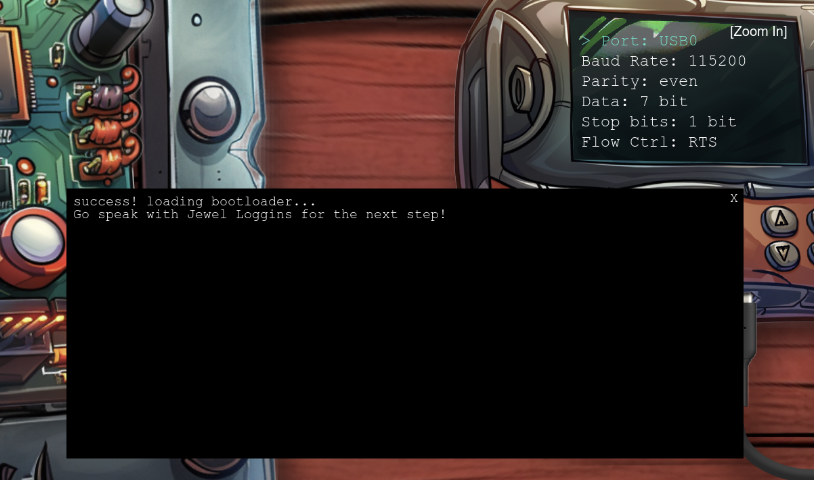 [Zoom In]
> Port: USB0
Baud Rate: 115200
Parity: even
Data: 7 bit
Stop bits: 1 bit
Flow Ctrl: RTS
X
success! loading bootloader...
Go speak with Jewel Loggins for the next step!